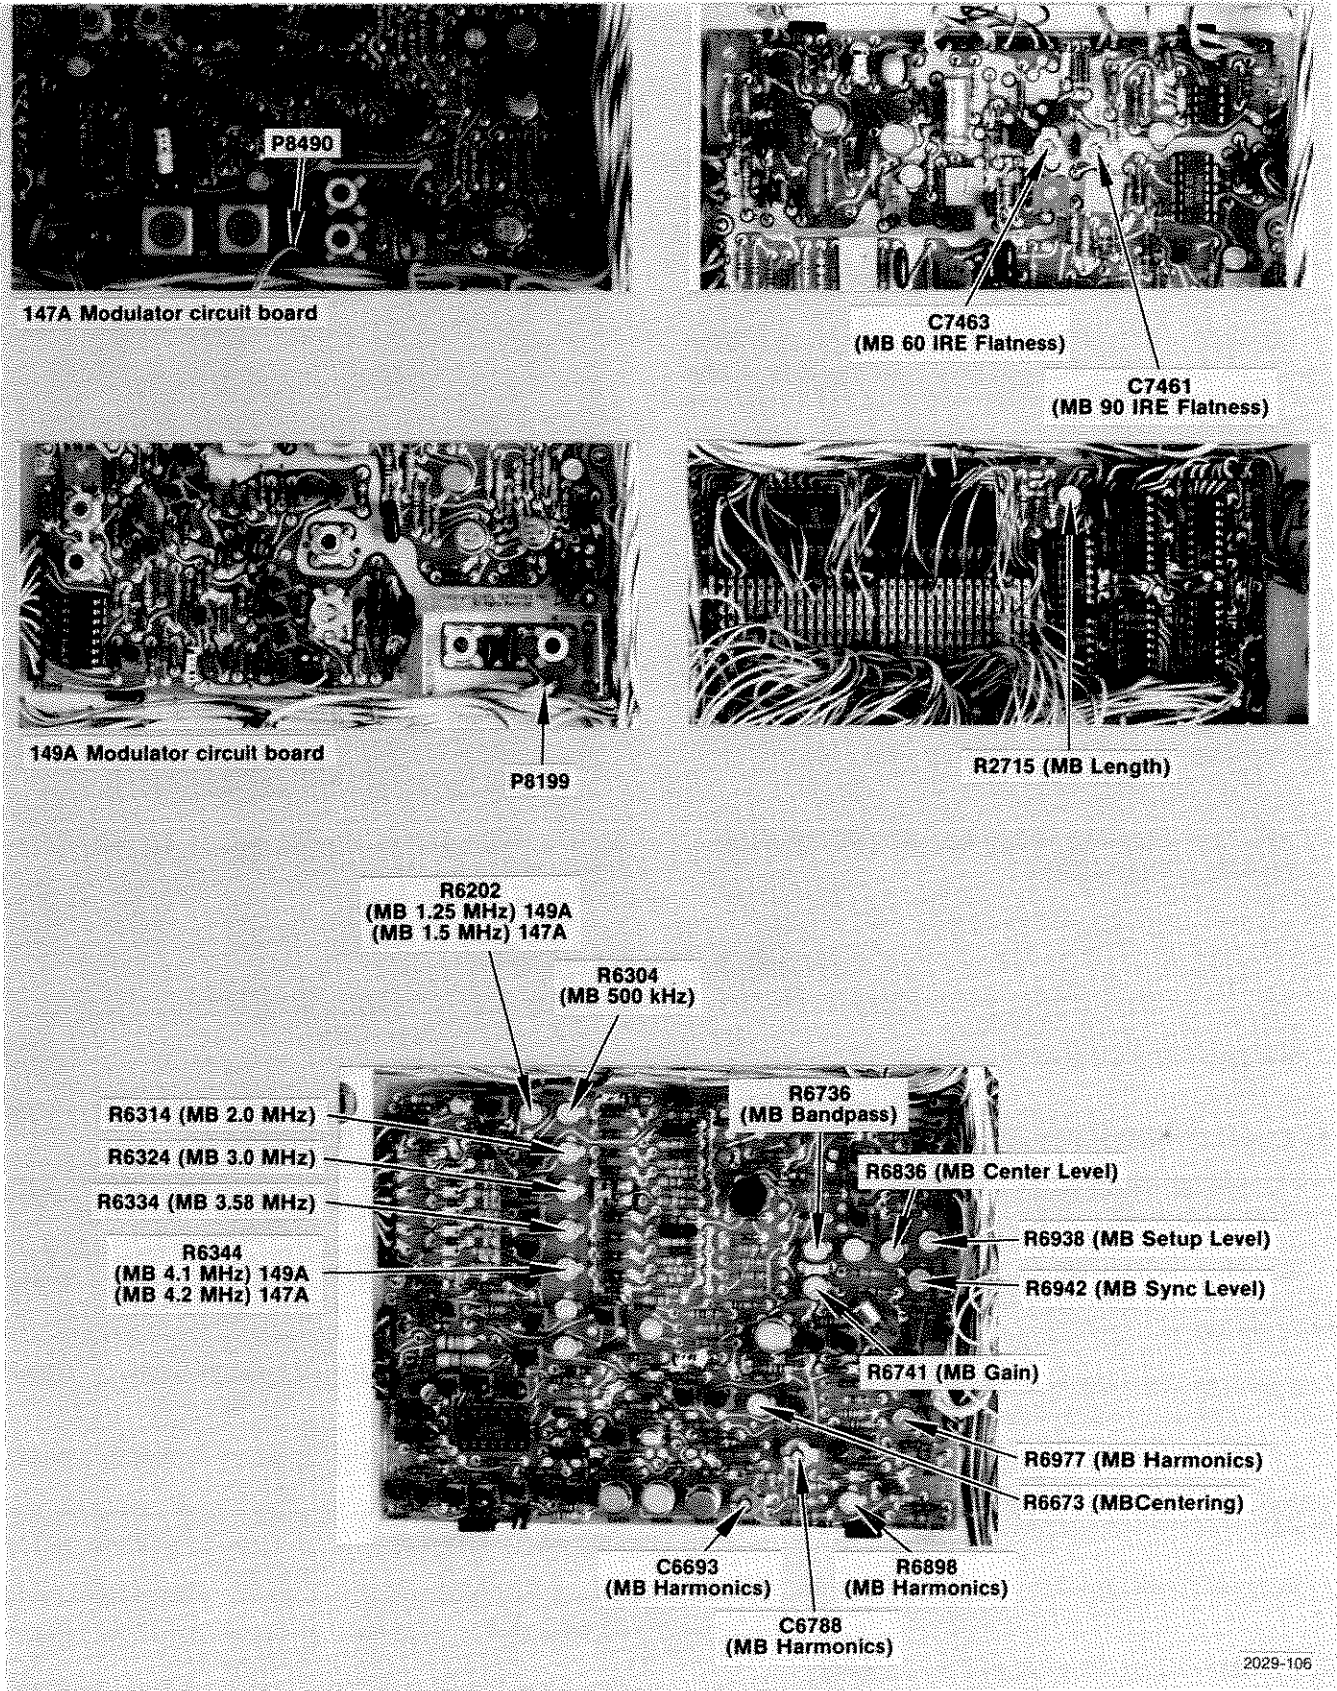 P8490
147A Modulator circuit board
C7463
(MB 60 IRE Flatness)
C7461
(MB 90 IRE Flatness)
149A Modulator circuit board
P8199
R2715 (MB Length)
R6202
(MB 1.25 MHz) 149A
(MB 1.5 MHz) 147A
R6304
(MB 500 kHz)
R6314 (MB 2.0 MHz)
R6324 (MB 3.0 MHz)
R6334 (MB 3.58 MHz)
R6344
(MB 4.1 MHz) 149A
(MB 4.2 MHz) 147A
R6736
(MB Bandpass)
R6836 (MB Center Level)
R6938 (MB Setup Level)
R6942 (MB Sync Level)
R6741 (MB Gain)
R6977 (MB Harmonics)
R6673 (MBCentering)
C6693
(MB Harmonics)
R6898
(MB Harmonics)
C6788
(MB Harmonics)
2029-106